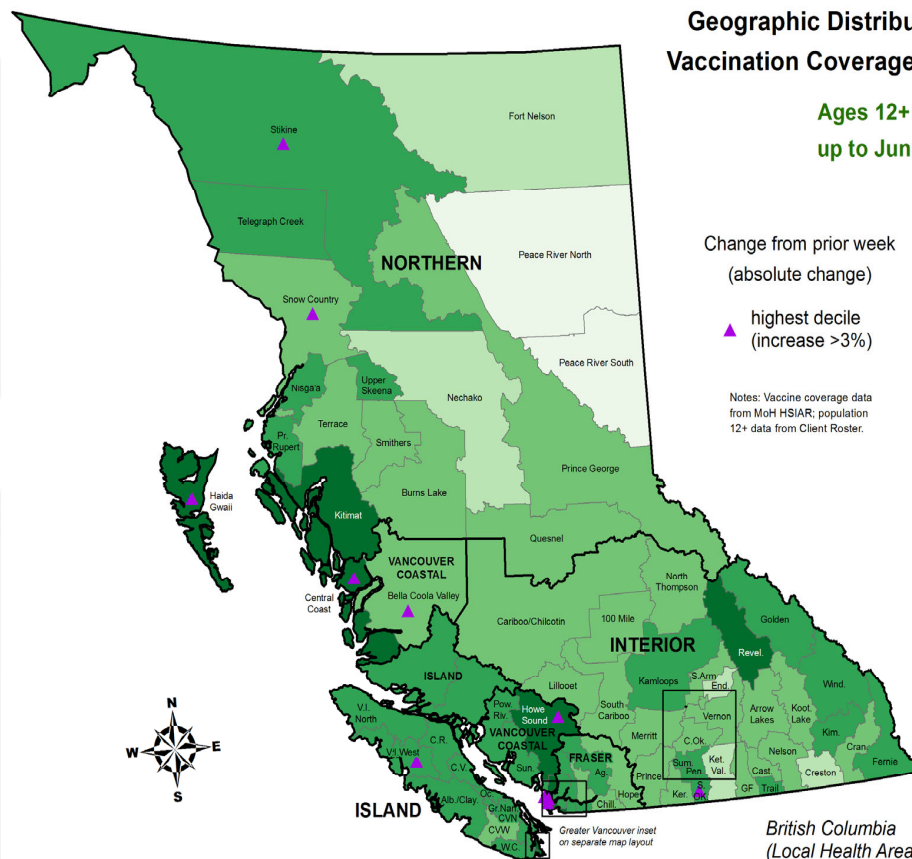 Geographic Distribu
Vaccination Coverage
Ages 12+
up to Jun
Change from prior week
(absolute change)
highest decile
(increase >3%)
Notes: Vaccine coverage data
from MoH HSIAR; population
12+ data from Client Roster.
Stikine
Fort Nelson
Telegraph Creek
NORTHERN
Peace River North
Snow Country
Peace River South
Nisga'a
Upper
Skeena
Nechako
Terrace
Smithers
Pr.
Rupert
Prince George
Burns Lake
Haida
Gwaii
Kitimat
Quesnel
VANCOUVER
COASTAL
North
Thompson
Central
Coast
Bella Coola Valley
Cariboo/Chilcotin
100 Mile
Golden
INTERIOR
Revel.
ISLAND
Kamloops
S.Arm
End.
Wind.
Lillooet
V.I.
North
Pow.
Riv.
Howe
Sound
South
Cariboo
Vernon
Arrow
Lakes
Koot.
Lake
VANCOUVER
COASTAL
Merritt
C.Ok.
Kim.
V'I West
C.R.
FRASER
Nelson
Cran
Sun.
C.V.
Ag.
Prince
Sum.
Pen.
Ket.
Val.
Cast
Creston
Fernie
Alb./Clay.
Qc.
Chill.
Hope
Ker.
S.
OK
GF
Trail
ISLAND
Gr.Nan.
CVN
CVW
W.C.
Greater Vancouver inset
on separate map layout
N
W
E
S
British Columbia
(Local Health Area